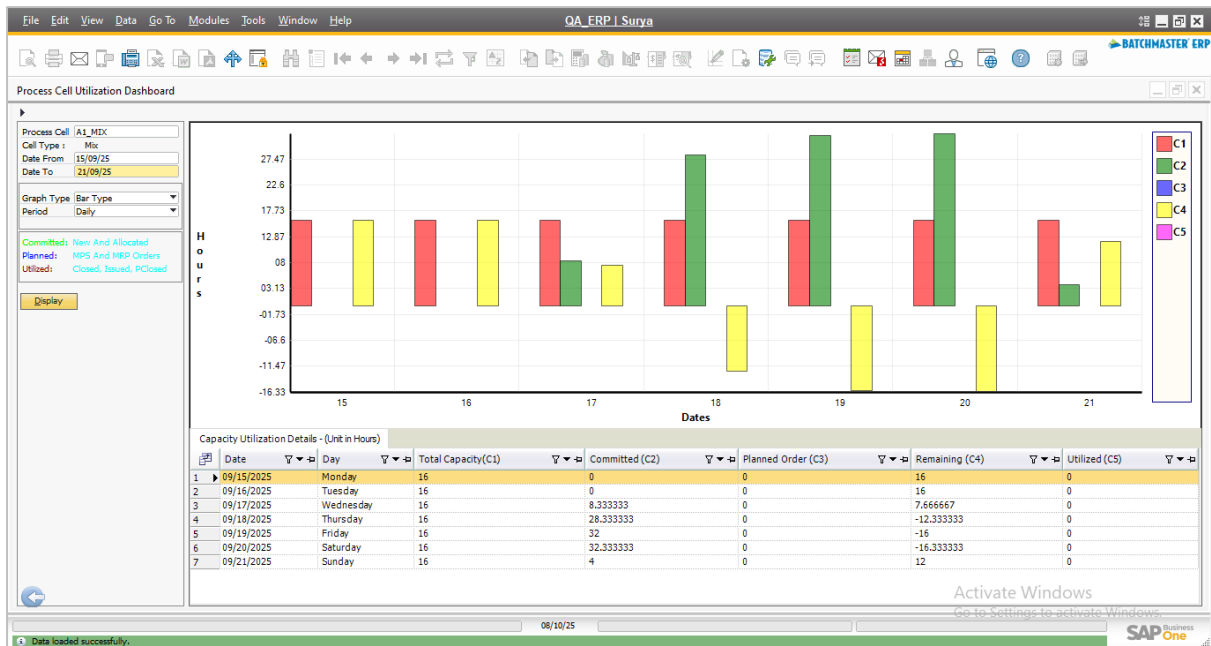 File Edit View Data Go To Modules Tools Window Help QA_ERP | Surya
BATCHMASTER ERP
Process Cell Utilization Dashboard
Process Cell A1_MIX
Cell Type : Mix
Date From 15/09/25
Date To 21/09/25
Graph Type Bar Type
Period Daily
Committed: New And Allocated
Planned: MPS And MRP Orders
Utilized: Closed, Issued, PClosed
Display
Hours
27.47
22.6
17.73
12.87
08
03.13
-01.73
-06.6
-11.47
-16.33
15 16 17 18 19 20 21
Dates
C1
C2
C3
C4
C5
Capacity Utilization Details - (Unit in Hours)
Date Day Total Capacity(C1) Committed (C2) Planned Order (C3) Remaining (C4) Utilized (C5)
1 09/15/2025 Monday 16 0 0 16 0
2 09/16/2025 Tuesday 16 0 0 16 0
3 09/17/2025 Wednesday 16 8.333333 0 7.666667 0
4 09/18/2025 Thursday 16 28.333333 0 -12.333333 0
5 09/19/2025 Friday 16 32 0 -16 0
6 09/20/2025 Saturday 16 32.333333 0 -16.333333 0
7 09/21/2025 Sunday 16 4 0 12 0
Activate Windows
Go to Settings to activate Windows.
08/10/25
Data loaded successfully.
SAP Business One